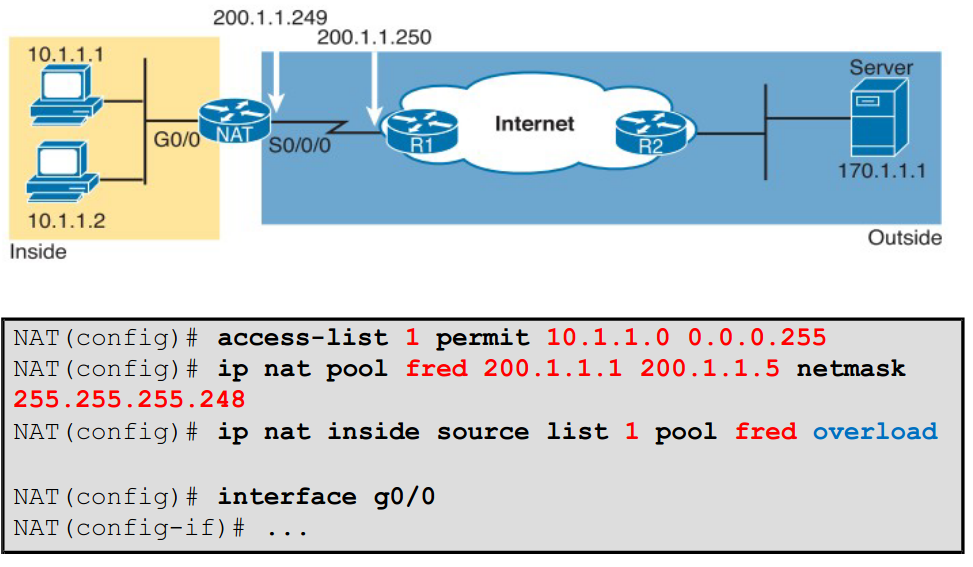 200.1.1.249
200.1.1.250
10.1.1.1
Server
G0/0
NAT
S0/0/0
R1
Internet
R2
170.1.1.1
10.1.1.2
Outside
Inside
NAT(config)# access-list 1 permit 10.1.1.0 0.0.0.255
NAT(config)# ip nat pool fred 200.1.1.1 200.1.1.5 netmask
255.255.255.248
NAT(config)# ip nat inside source list 1 pool fred overload
NAT(config)# interface g0/0
NAT(config-if)# ...